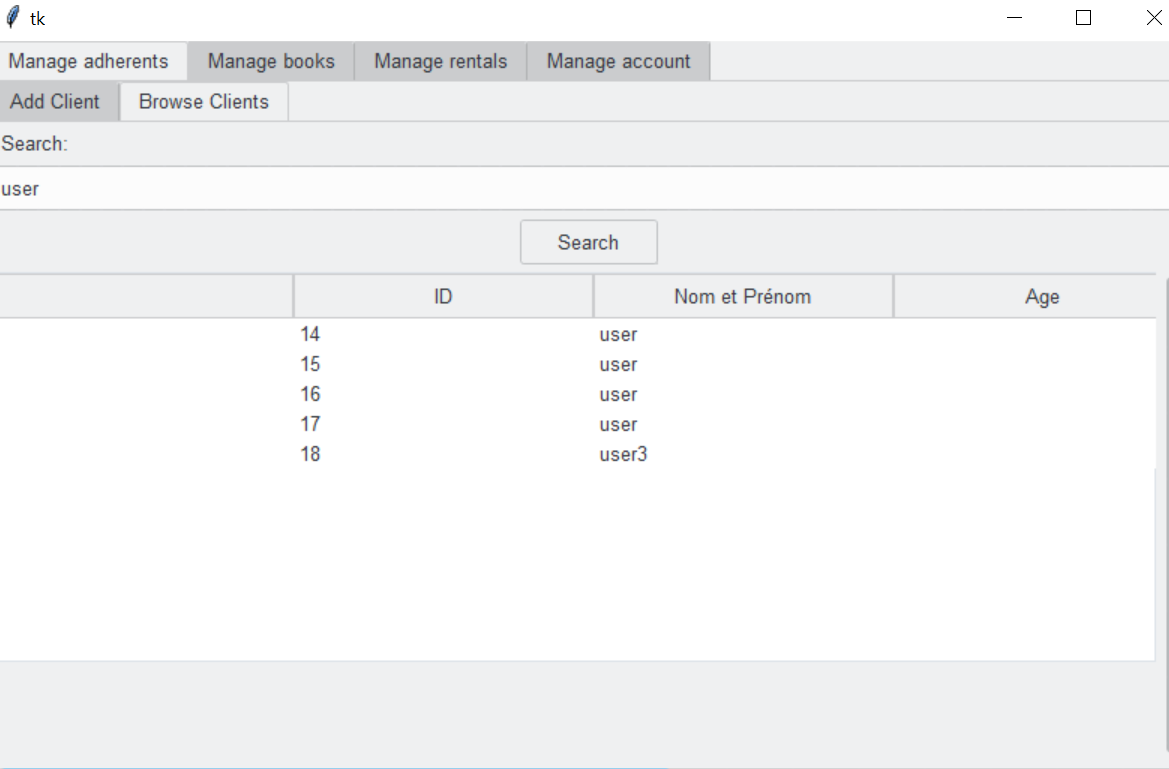 tk
Manage adherents Manage books Manage rentals Manage account
Add Client Browse Clients
Search:
user
Search
ID Nom et Prénom Age
14 user
15 user
16 user
17 user
18 user3